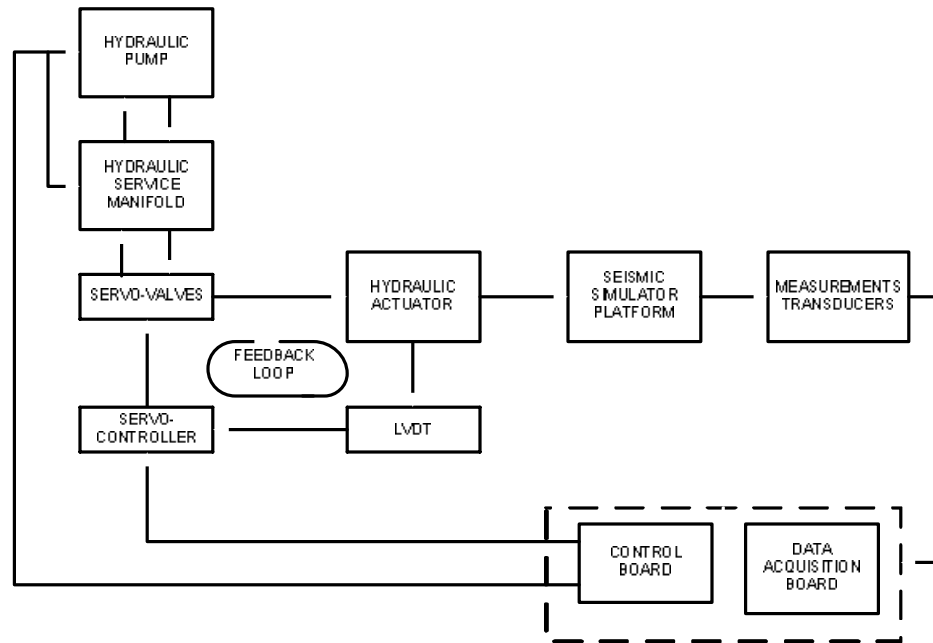 HYDRAULIC
PUMP
HYDRAULIC
SERVICE
MANIFOLD
SERVO-VALVES
HYDRAULIC
ACTUATOR
SEISMIC
SIMULATOR
PLATFORM
MEASUREMENTS
TRANSDUCERS
FEEDBACK
LOOP
SERVO-
CONTROLLER
LVDT
CONTROL
BOARD
DATA
ACQUISITION
BOARD